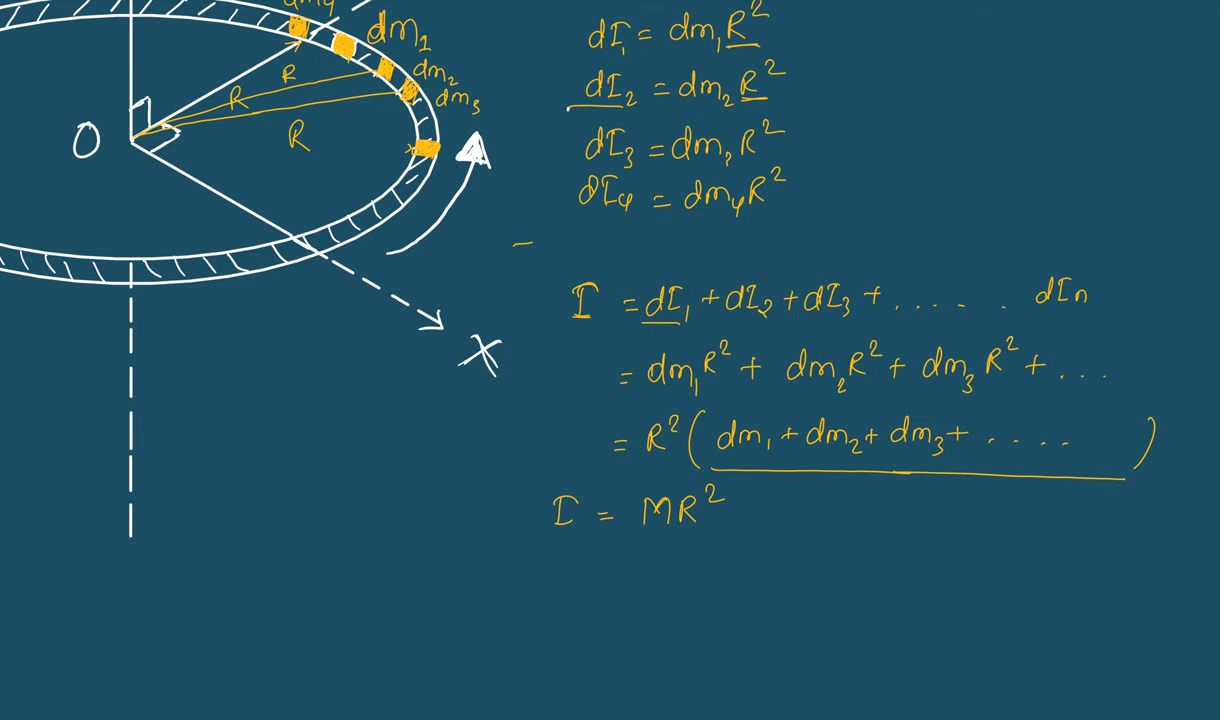 dm4
dm1
dm2
dm3
R
R
R
O
X
dI1 = dm1R²
dI2 = dm2R²
dI3 = dm3R²
dI4 = dm4R²
I = dI1 + dI2 + dI3 + ..... . dIn
= dm1R² + dm2R² + dm3R² + ...
= R² ( dm1 + dm2 + dm3 + .... )
I = MR²